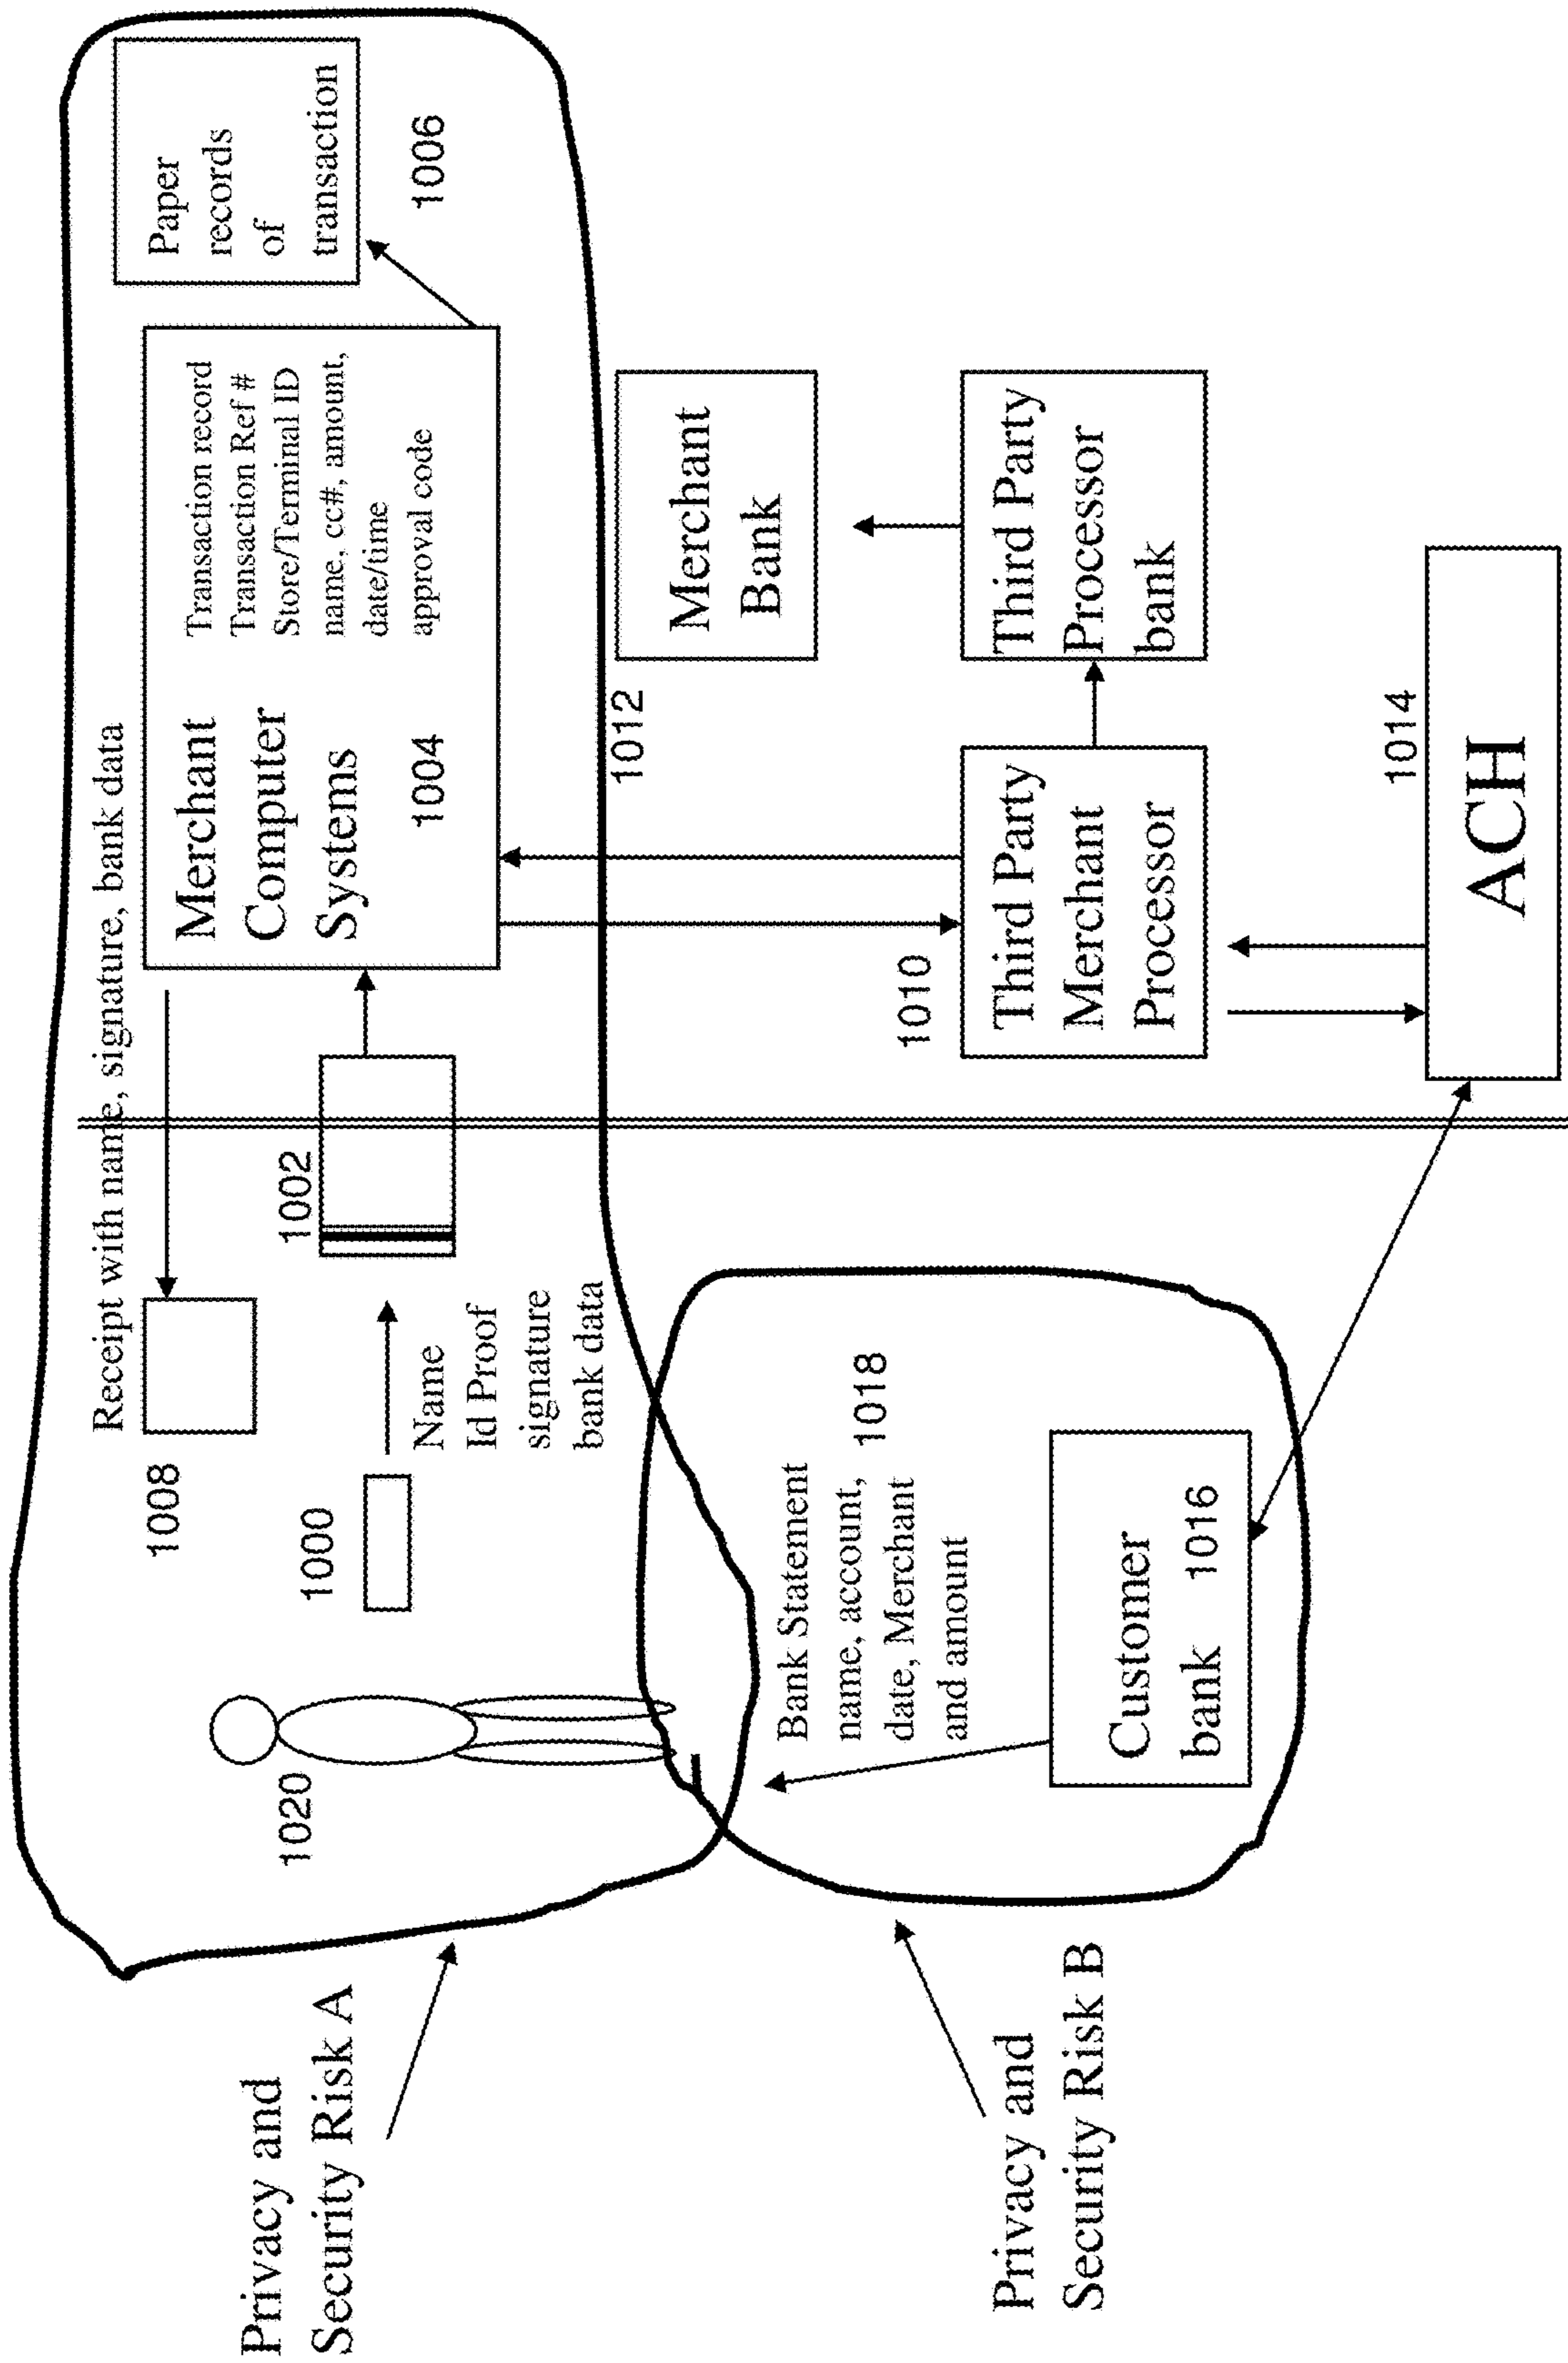 Privacy and
Security Risk A
1020
1008
Receipt with name, signature, bank data
1000
Name
Id Proof
signature
bank data
1002
Merchant
Computer
Systems
1004
Transaction record
Transaction Ref #
Store/Terminal ID
name, cc#, amount,
date/time
approval code
Paper
records
of
transaction
1006
Privacy and
Security Risk B
Bank Statement
name, account,
date, Merchant
and amount
1018
Customer
bank
1016
1012
Merchant
Bank
1010
Third Party
Merchant
Processor
Third Party
Processor
bank
1014
ACH